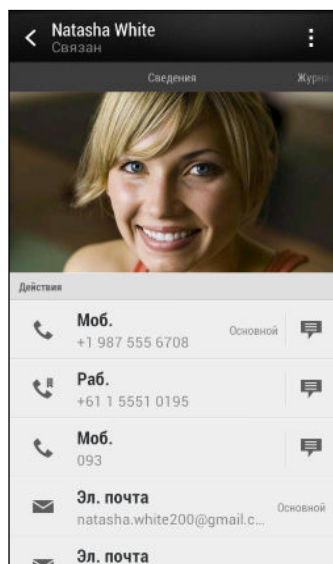 Natasha White
Связан
Сведения Журн
Действия
Моб.
+1 987 555 6708 Основной
Раб.
+61 1 5551 0195
Моб.
093
Эл. почта
natasha.white200@gmail.c... Основной
Эл. почта